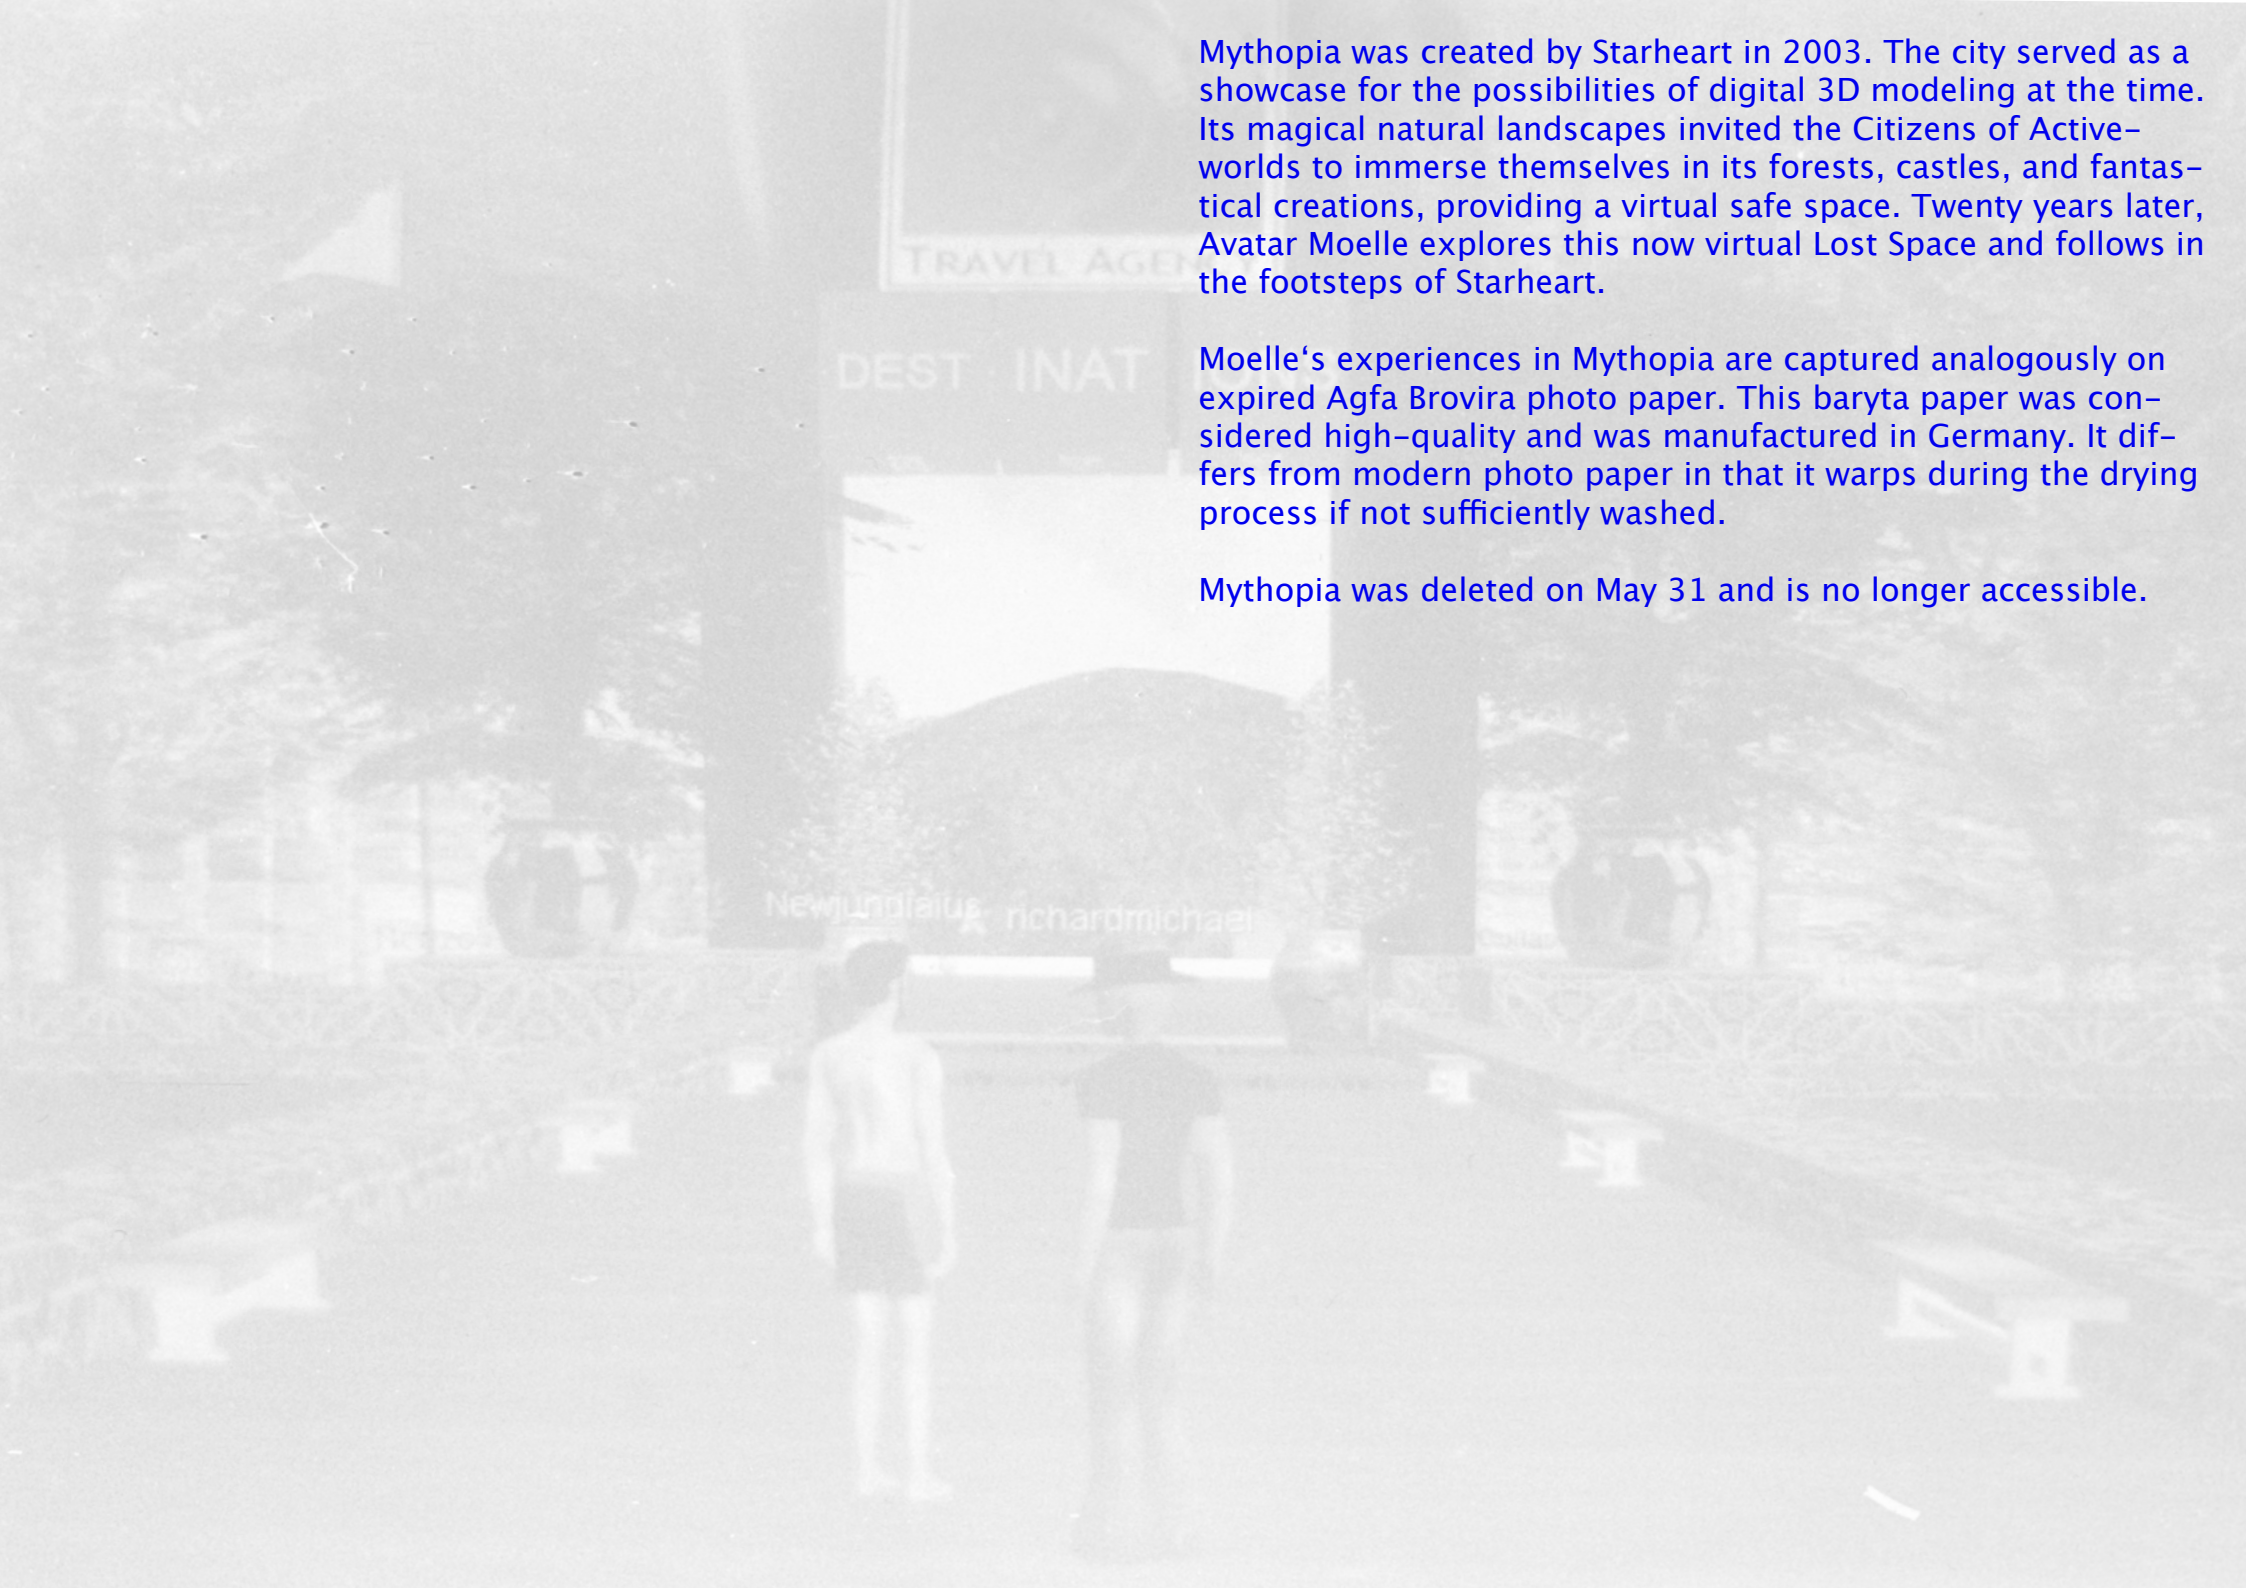 Mythopia was created by Starheart in 2003. The city served as a
showcase for the possibilities of digital 3D modeling at the time.
Its magical natural landscapes invited the Citizens of Active-
worlds to immerse themselves in its forests, castles, and fantas-
tical creations, providing a virtual safe space. Twenty years later,
Avatar Moelle explores this now virtual Lost Space and follows in
the footsteps of Starheart.
Moelle‘s experiences in Mythopia are captured analogously on
expired Agfa Brovira photo paper. This baryta paper was con-
sidered high-quality and was manufactured in Germany. It dif-
fers from modern photo paper in that it warps during the drying
process if not sufficiently washed.
Mythopia was deleted on May 31 and is no longer accessible.
TRAVEL AGENCY
DEST INAT IONS
Newjundlaius richardmichael